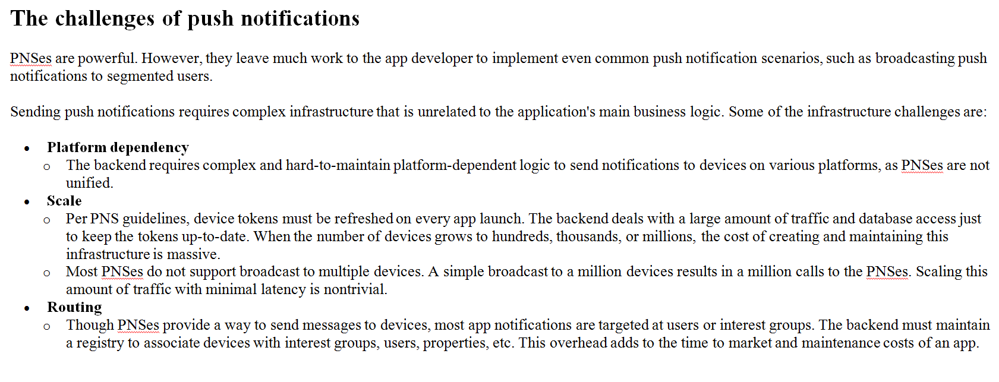 The challenges of push notifications
PNSes are powerful. However, they leave much work to the app developer to implement even common push notification scenarios, such as broadcasting push
notifications to segmented users.
Sending push notifications requires complex infrastructure that is unrelated to the application's main business logic. Some of the infrastructure challenges are:
• Platform dependency
o The backend requires complex and hard-to-maintain platform-dependent logic to send notifications to devices on various platforms, as PNSes are not
unified.
• Scale
o Per PNS guidelines, device tokens must be refreshed on every app launch. The backend deals with a large amount of traffic and database access just
to keep the tokens up-to-date. When the number of devices grows to hundreds, thousands, or millions, the cost of creating and maintaining this
infrastructure is massive.
o Most PNSes do not support broadcast to multiple devices. A simple broadcast to a million devices results in a million calls to the PNSes. Scaling this
amount of traffic with minimal latency is nontrivial.
• Routing
o Though PNSes provide a way to send messages to devices, most app notifications are targeted at users or interest groups. The backend must maintain
a registry to associate devices with interest groups, users, properties, etc. This overhead adds to the time to market and maintenance costs of an app.